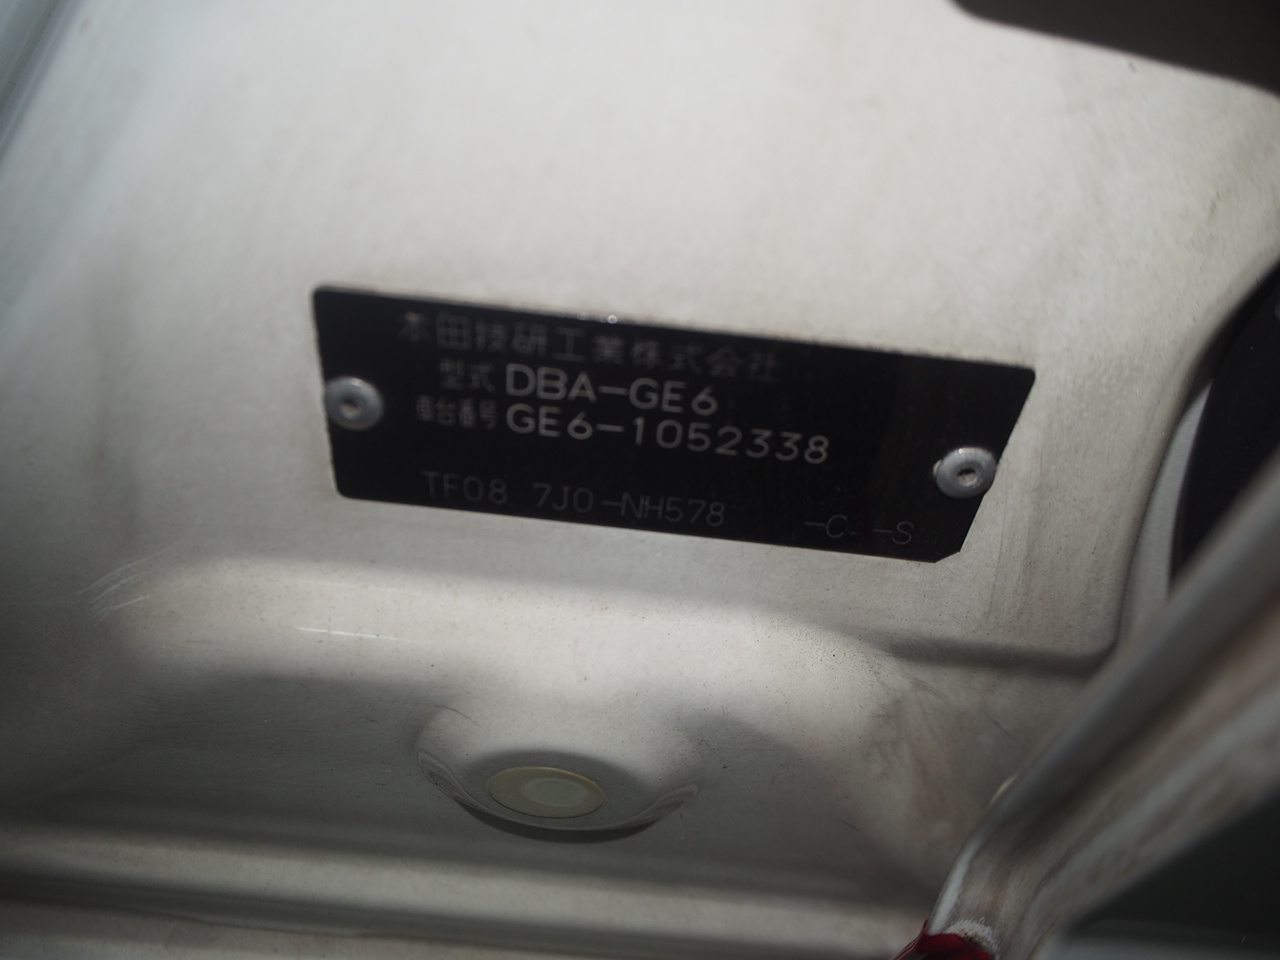 本田技研工業株式会社
型式 DBA-GE6
車台番号 GE6-1052338
TF08 7J0-NH578 -C -S